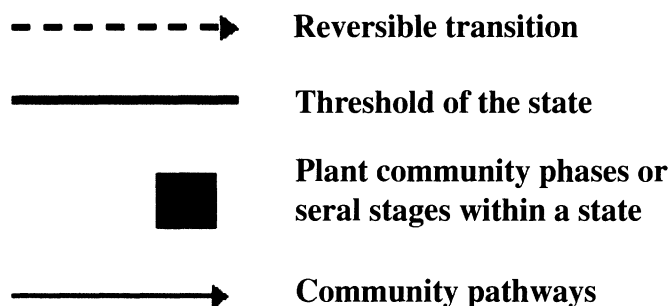 Reversible transition
Threshold of the state
Plant community phases or
seral stages within a state
Community pathways